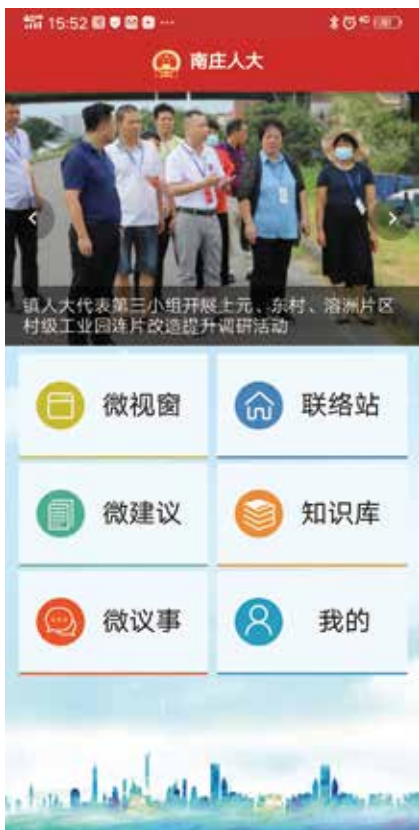 15:52
南庄人大
镇人大代表第三小组开展上元、东村、溶洲片区
村级工业园连片改造提升调研活动
微视窗
联络站
微建议
知识库
微议事
我的